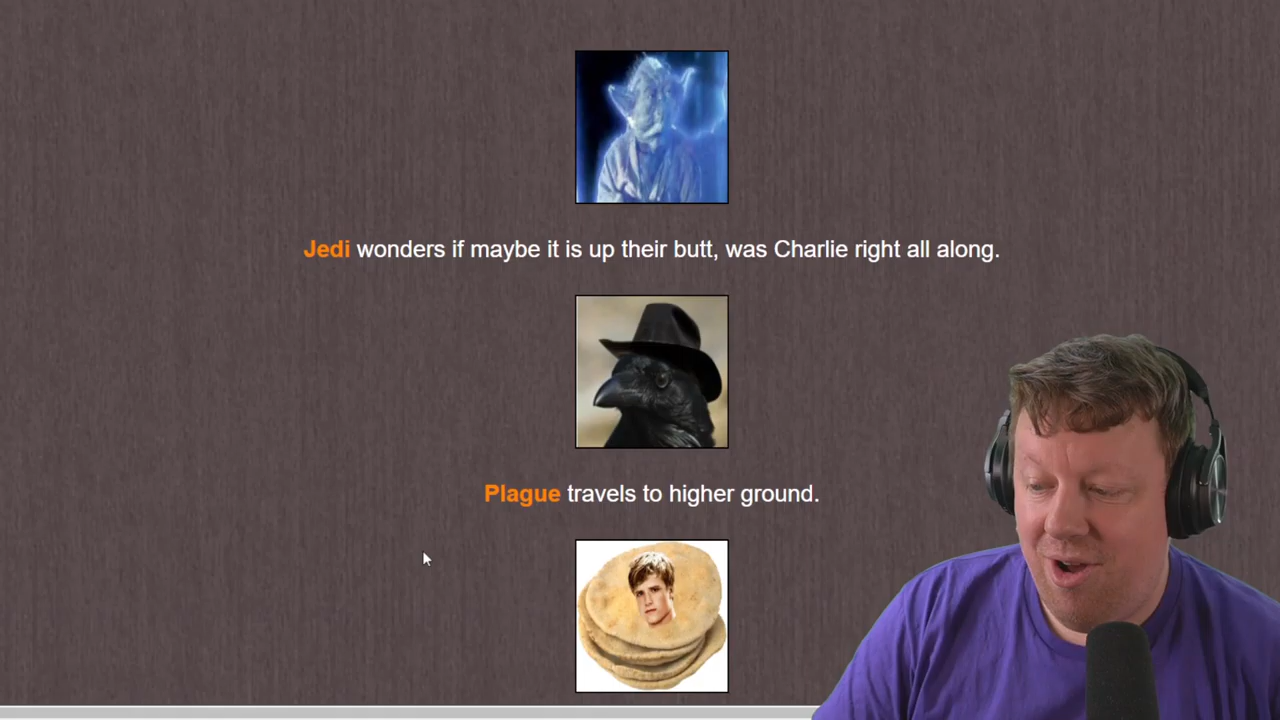 Jedi wonders if maybe it is up their butt, was Charlie right all along.
Plague travels to higher ground.